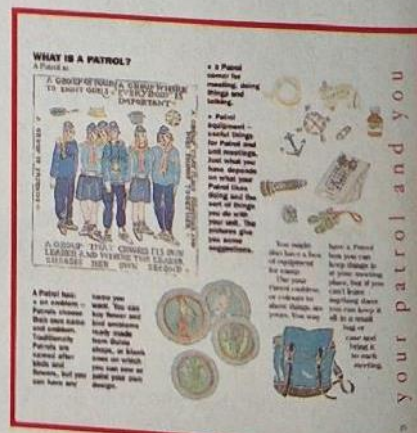 WHAT IS A PATROL?
A Patrol is:
A GROUP OF FOUR
TO EIGHT GUIDES
A GROUP WHERE
EVERYBODY IS
IMPORTANT
A GROUP OF FRIENDS
A GROUP THAT CHOOSES ITS OWN
LEADER AND WHERE THE LEADER
CHOOSES HER OWN SECOND
A Patrol has:
• an emblem –
Patrols choose
their own name
and emblem.
Traditionally
Patrols are
named after
birds and
flowers, but you
can have any
name you
want. You can
buy
emblems
ready made
from Guide
shops, or blank
ones on which
you can sew or
paint your own
design.
• a Patrol
corner for
meeting, doing
things and
talking.
• Patrol
equipment –
useful things
for Patrol and
unit meetings.
Just what you
have depends
on what your
Patrol likes
doing and the
sort of things
you do with
your unit. The
pictures give
you some
suggestions.
You might
also have a box
of equipment
for camp.
Use your
Patrol emblem
or colours to
show things are
yours. You may
have a Patrol
box you can
keep things in
at your meeting
place, but if you
can't leave
anything there
you can keep it
all in a small
bag or
case and
bring it
to each
meeting.
your patrol and you